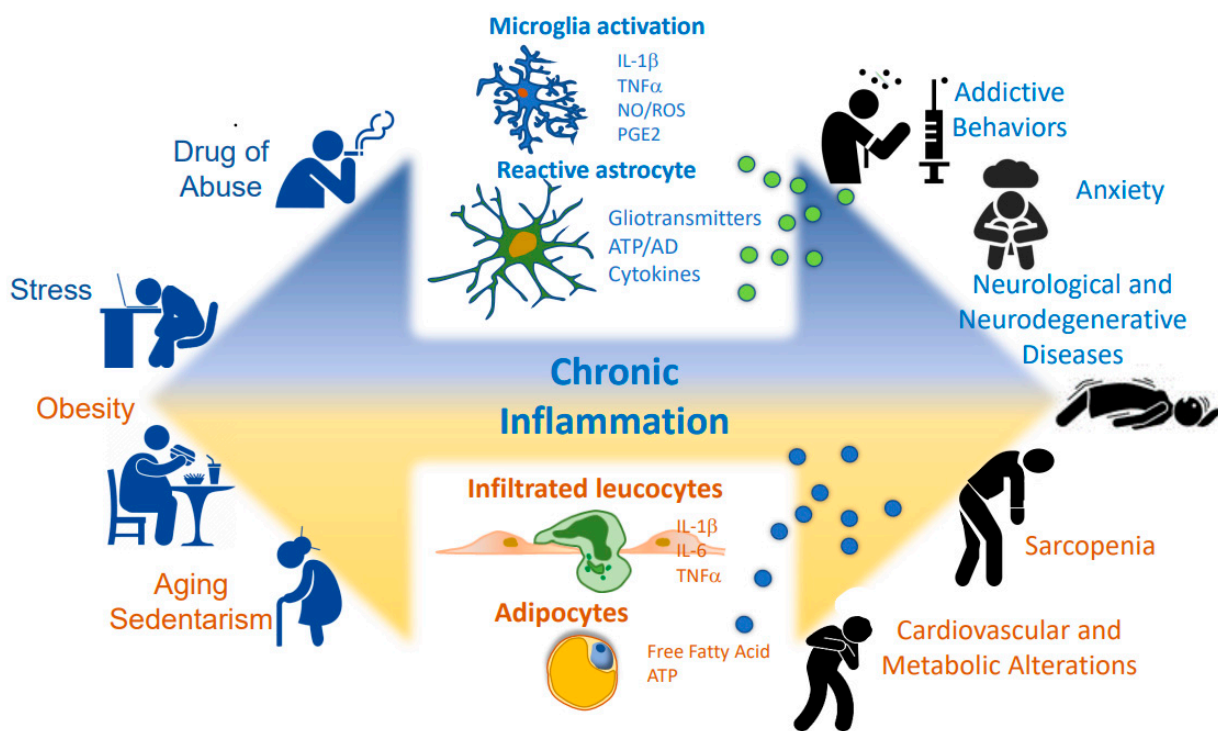 Microglia activation
IL-1β
TNFα
NO/ROS
PGE2
Drug of
Abuse
Reactive astrocyte
Gliotransmitters
ATP/AD
Cytokines
Addictive
Behaviors
Anxiety
Stress
Neurological and
Neurodegenerative
Diseases
Chronic
Inflammation
Obesity
Infiltrated leucocytes
IL-1β
IL-6
TNFα
Aging
Sedentarism
Adipocytes
Free Fatty Acid
ATP
Sarcopenia
Cardiovascular and
Metabolic Alterations